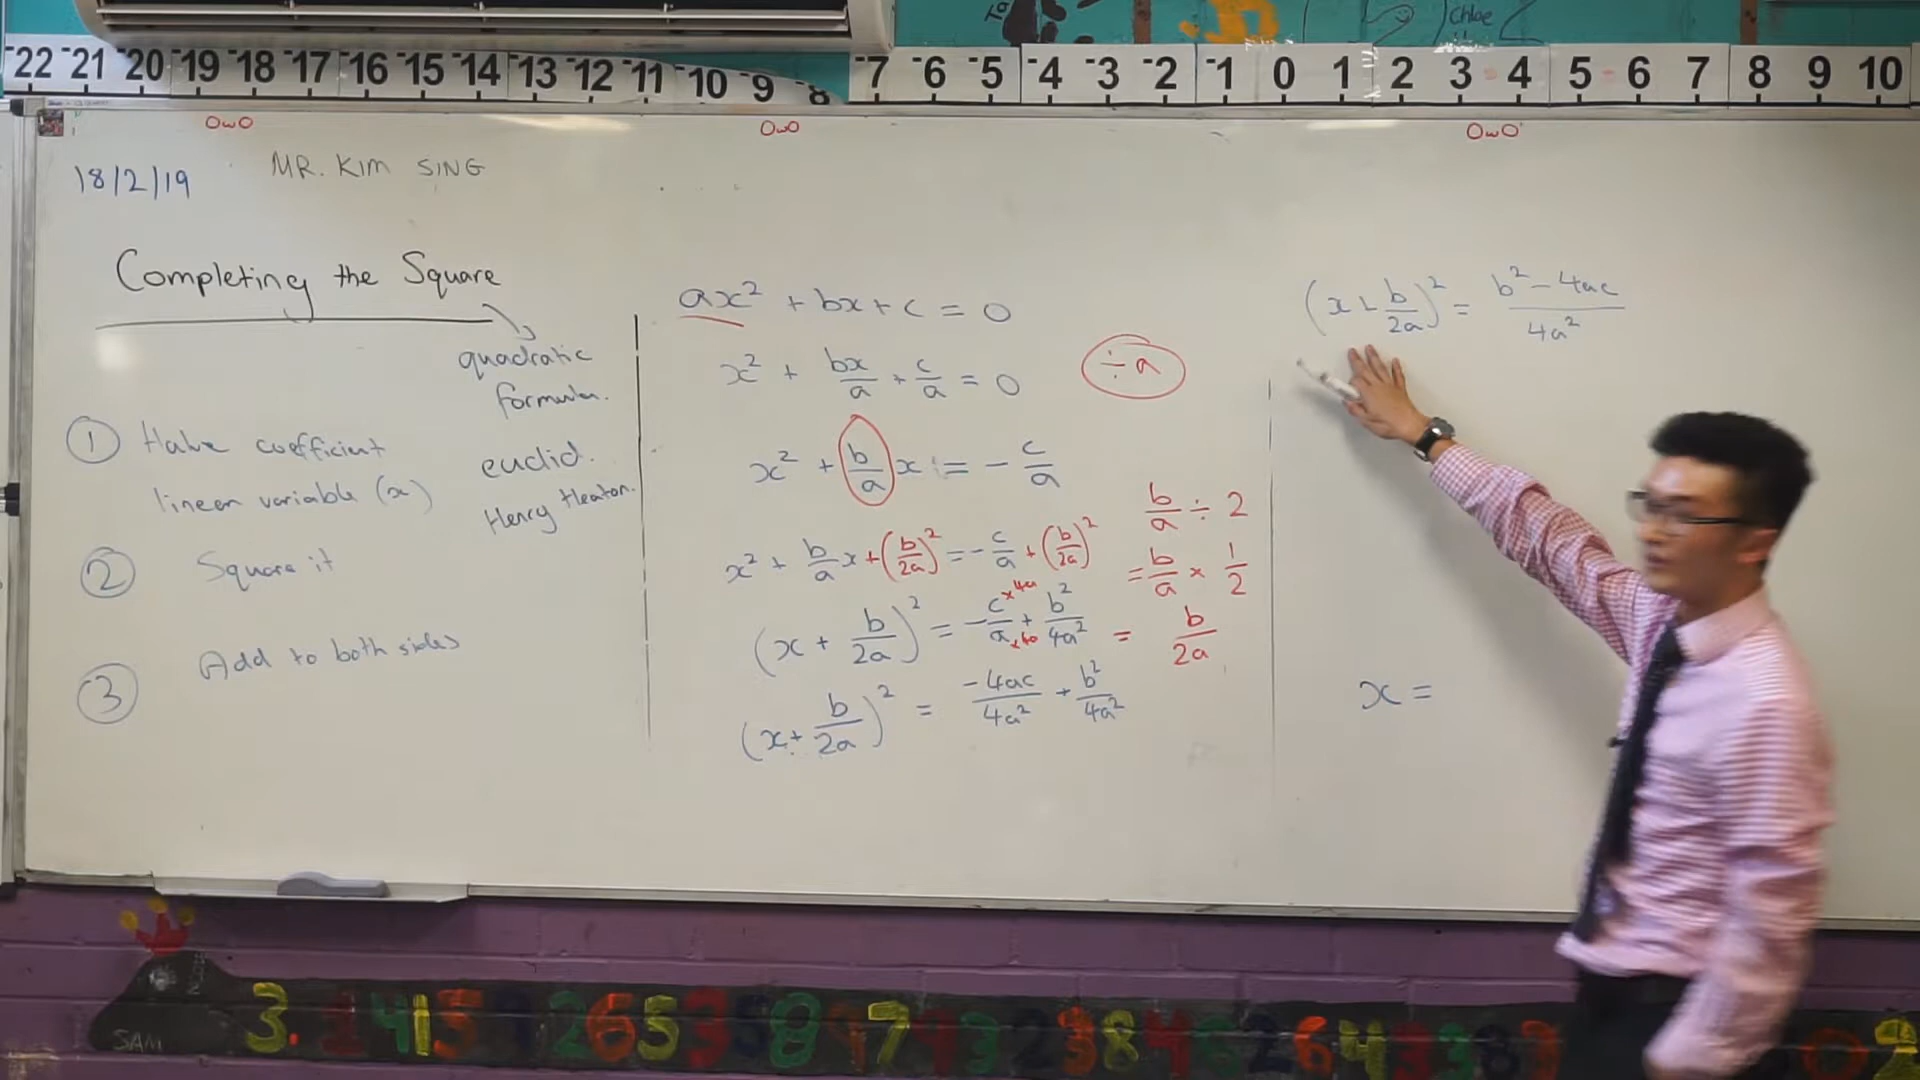 Chloe
-22 -21 -20 -19 -18 -17 -16 -15 -14 -13 -12 -11 -10 -9 -8 -7 -6 -5 -4 -3 -2 -1 0 1 2 3 4 5 6 7 8 9 10
OwO
OwO
OwO
18/2/19
MR. KIM SING
Completing the Square
quadratic
formula.
euclid.
Henry Heaton.
① Halve coefficient
linear variable (x)
② Square it
③ Add to both sides
ax² + bx + c = 0
x² + bx/a + c/a = 0
÷a
x² + b/a x = - c/a
x² + b/a x + (b/2a)² = - c/a + (b/2a)²
(x + b/2a)² = - c/a + b²/4a²
×4a
(x + b/2a)² = -4ac/4a² + b²/4a²
b/a ÷ 2
= b/a × 1/2
= b/2a
(x + b/2a)² = b² - 4ac/4a²
x =
SAM
3.1415926535897932384626433832